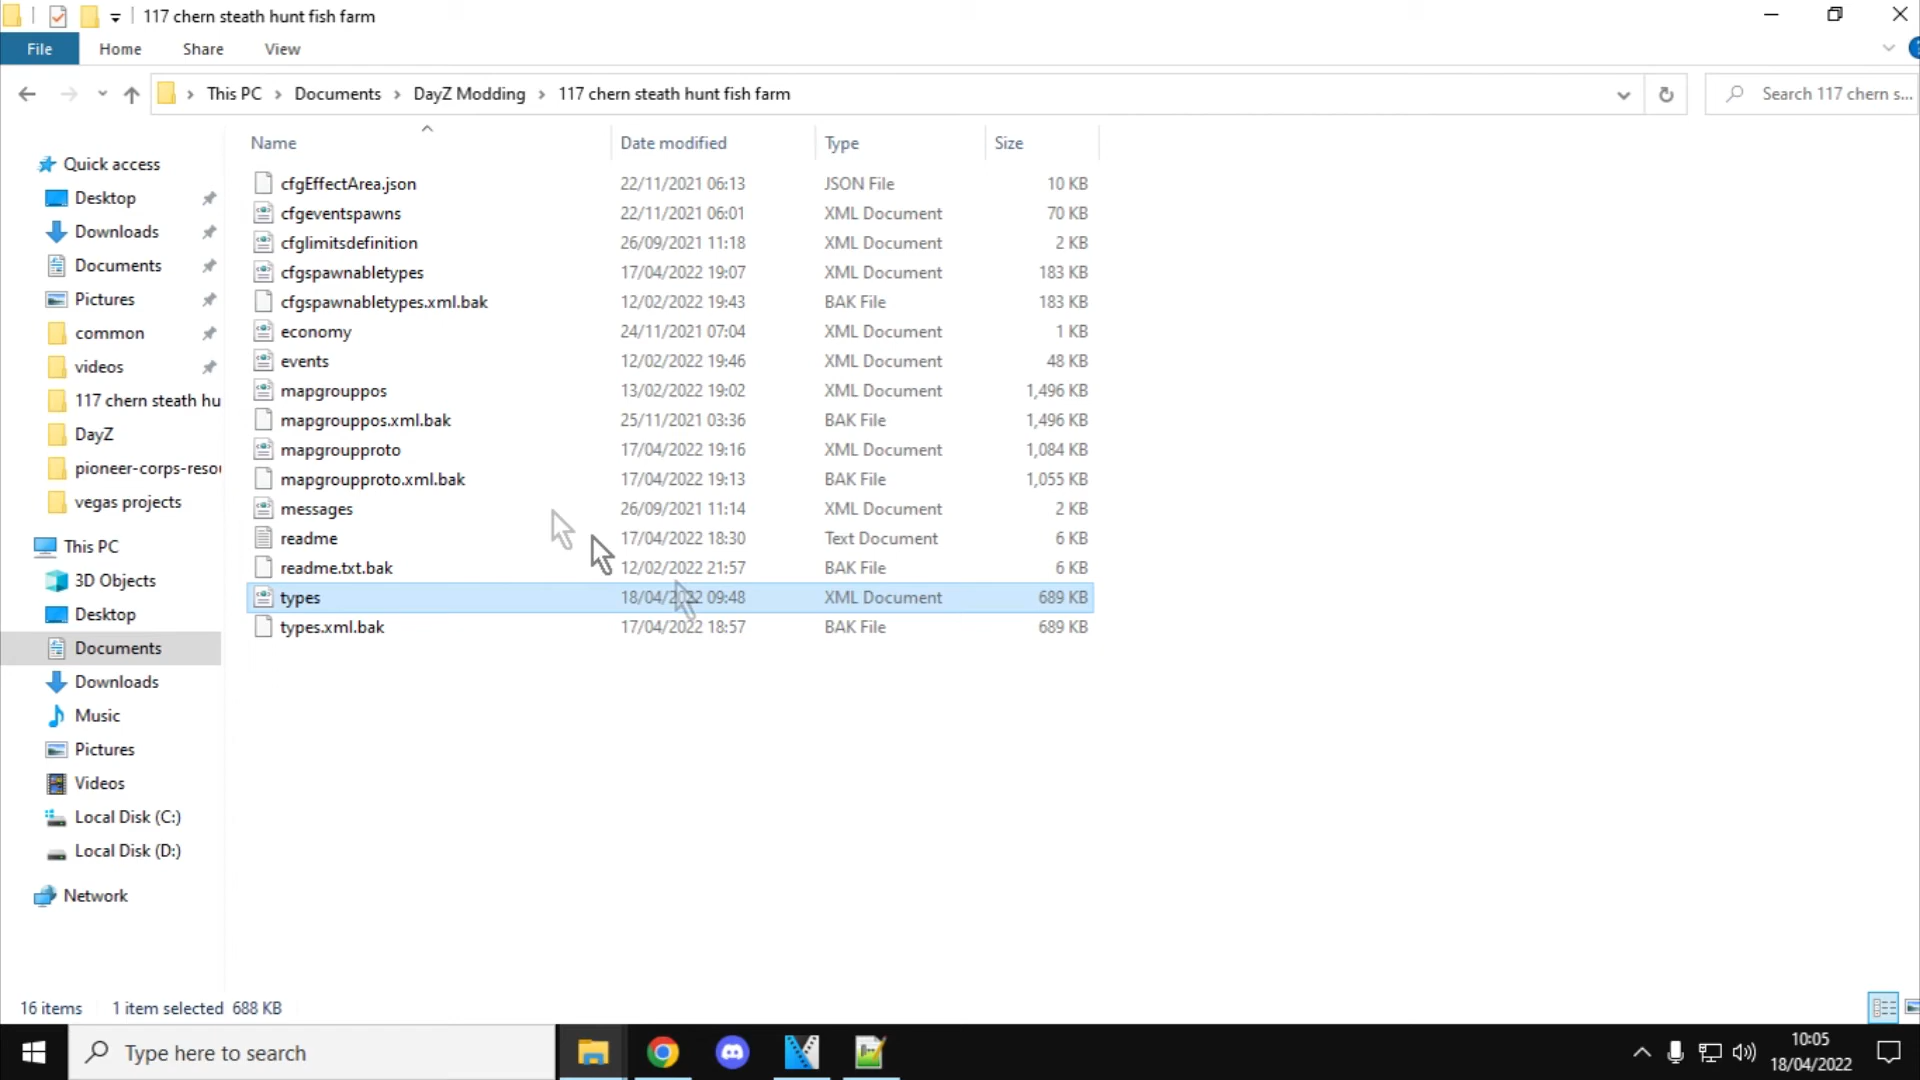 117 chern steath hunt fish farm
File Home Share View
This PC Documents DayZ Modding 117 chern steath hunt fish farm
Search 117 chern s...
Name Date modified Type Size
Quick access
Desktop
Downloads
Documents
Pictures
common
videos
117 chern steath hu
DayZ
pioneer-corps-resou
vegas projects
This PC
3D Objects
Desktop
Documents
Downloads
Music
Pictures
Videos
Local Disk (C:)
Local Disk (D:)
Network
cfgEffectArea.json 22/11/2021 06:13 JSON File 10 KB
cfgeventspawns 22/11/2021 06:01 XML Document 70 KB
cfglimitsdefinition 26/09/2021 11:18 XML Document 2 KB
cfgspawnabletypes 17/04/2022 19:07 XML Document 183 KB
cfgspawnabletypes.xml.bak 12/02/2022 19:43 BAK File 183 KB
economy 24/11/2021 07:04 XML Document 1 KB
events 12/02/2022 19:46 XML Document 48 KB
mapgrouppos 13/02/2022 19:02 XML Document 1,496 KB
mapgrouppos.xml.bak 25/11/2021 03:36 BAK File 1,496 KB
mapgroupproto 17/04/2022 19:16 XML Document 1,084 KB
mapgroupproto.xml.bak 17/04/2022 19:13 BAK File 1,055 KB
messages 26/09/2021 11:14 XML Document 2 KB
readme 17/04/2022 18:30 Text Document 6 KB
readme.txt.bak 12/02/2022 21:57 BAK File 6 KB
types 18/04/2022 09:48 XML Document 689 KB
types.xml.bak 17/04/2022 18:57 BAK File 689 KB
16 items 1 item selected 688 KB
Type here to search
10:05
18/04/2022